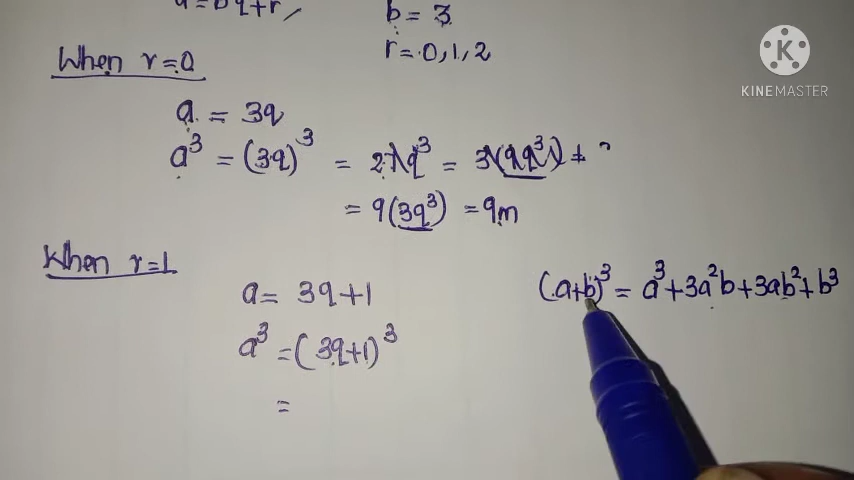 a=bq+r,
b = 3
r = 0, 1, 2
K
KINEMASTER
When r=0
a = 3q
a³ = (3q)³ = 27q³ = 3(9q³) + ?
= 9(3q³) = 9m
When r=1
a = 3q+1
(a+b)³ = a³+3a²b+3ab²+b³
a³ = (3q+1)³
=